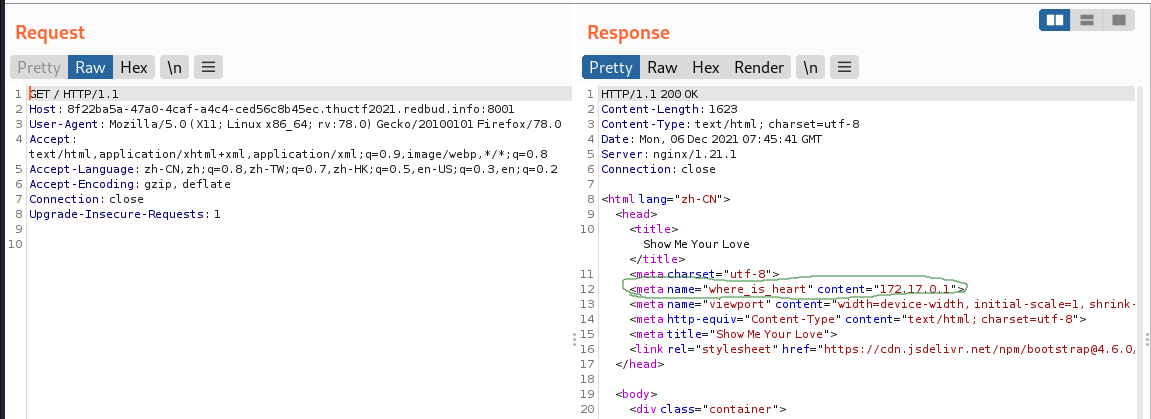 Request
Pretty Raw Hex \n
1 GET / HTTP/1.1
2 Host: 8f22ba5a-47a0-4caf-a4c4-ced56c8b45ec.thuctf2021.redbud.info:8001
3 User-Agent: Mozilla/5.0 (X11; Linux x86_64; rv:78.0) Gecko/20100101 Firefox/78.0
4 Accept:
text/html,application/xhtml+xml,application/xml;q=0.9,image/webp,*/*;q=0.8
5 Accept-Language: zh-CN,zh;q=0.8,zh-TW;q=0.7,zh-HK;q=0.5,en-US;q=0.3,en;q=0.2
6 Accept-Encoding: gzip, deflate
7 Connection: close
8 Upgrade-Insecure-Requests: 1
9
10
Response
Pretty Raw Hex Render \n
1 HTTP/1.1 200 OK
2 Content-Length: 1623
3 Content-Type: text/html; charset=utf-8
4 Date: Mon, 06 Dec 2021 07:45:41 GMT
5 Server: nginx/1.21.1
6 Connection: close
7
8 <html lang="zh-CN">
9 <head>
10 <title>
Show Me Your Love
</title>
11 <meta charset="utf-8">
12 <meta name="where_is_heart" content="172.17.0.1">
13 <meta name="viewport" content="width=device-width, initial-scale=1, shrink-
14 <meta http-equiv="Content-Type" content="text/html; charset=utf-8">
15 <meta title="Show Me Your Love">
16 <link rel="stylesheet" href="https://cdn.jsdelivr.net/npm/bootstrap@4.6.0/
17 </head>
18
19 <body>
20 <div class="container">